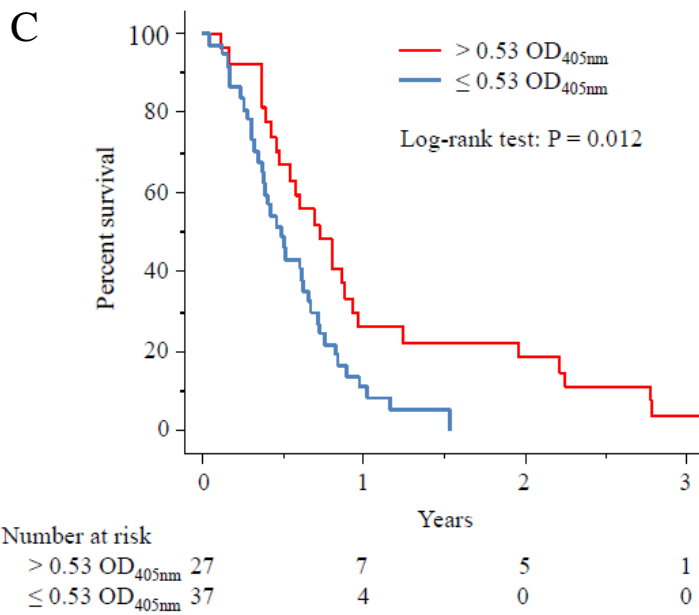 C
100
80
60
40
20
0
Percent survival
> 0.53 OD405nm
≤ 0.53 OD405nm
Log-rank test: P = 0.012
0 1 2 3
Years
Number at risk
> 0.53 OD405nm 27 7 5 1
≤ 0.53 OD405nm 37 4 0 0